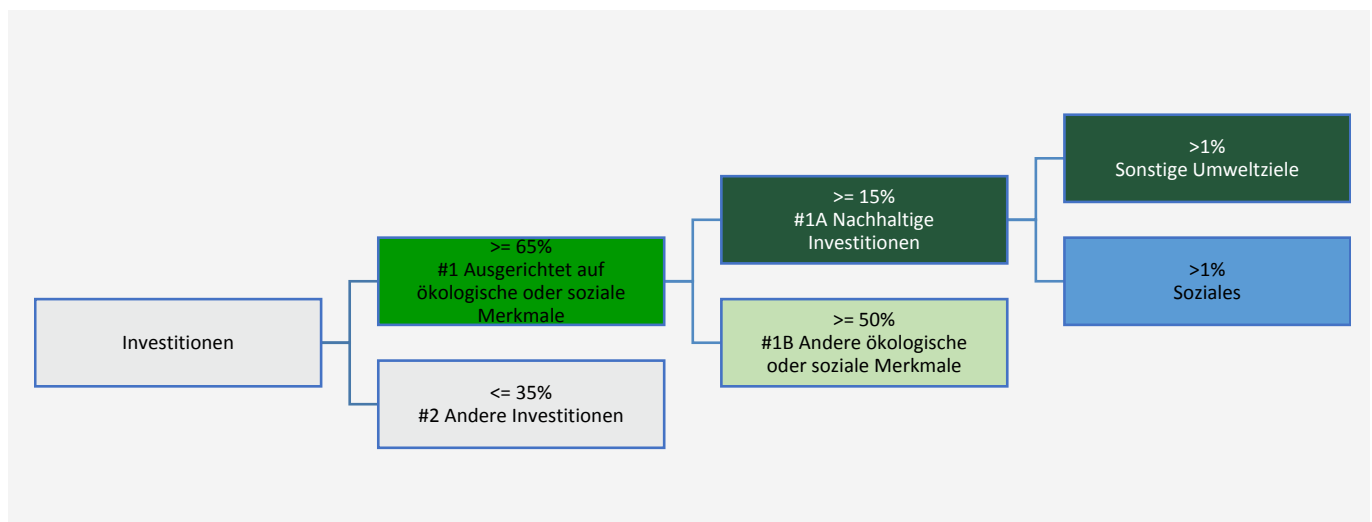 Investitionen
>= 65%
#1 Ausgerichtet auf
ökologische oder soziale
Merkmale
<= 35%
#2 Andere Investitionen
>= 15%
#1A Nachhaltige
Investitionen
>= 50%
#1B Andere ökologische
oder soziale Merkmale
>1%
Sonstige Umweltziele
>1%
Soziales